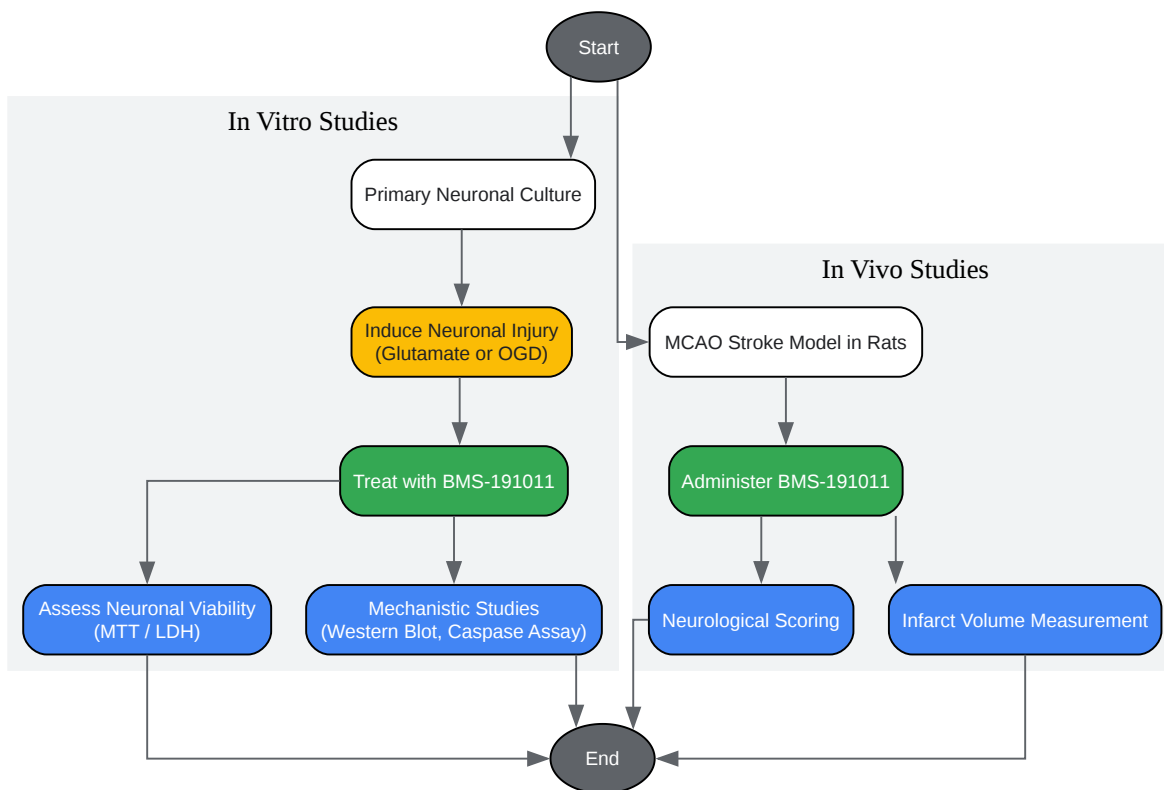 Start
In Vitro Studies
Primary Neuronal Culture
Induce Neuronal Injury
(Glutamate or OGD)
Treat with BMS-191011
Assess Neuronal Viability
(MTT / LDH)
Mechanistic Studies
(Western Blot, Caspase Assay)
In Vivo Studies
MCAO Stroke Model in Rats
Administer BMS-191011
Neurological Scoring
Infarct Volume Measurement
End